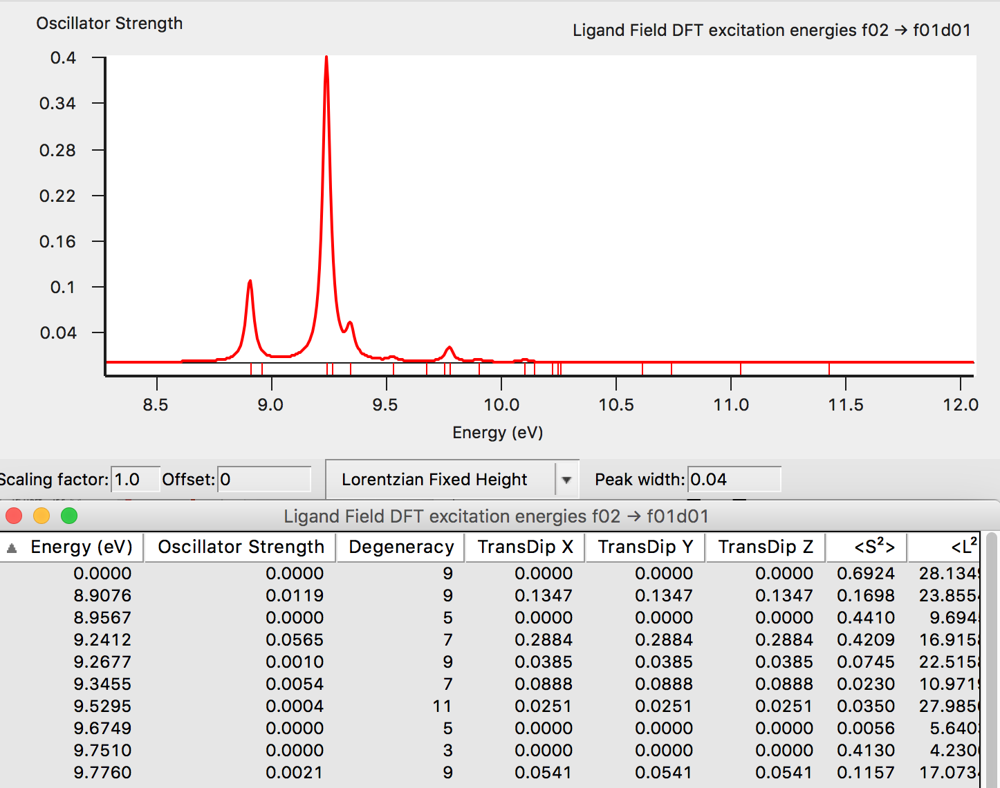 Oscillator Strength
Ligand Field DFT excitation energies f02 → f01d01
0.4
0.34
0.28
0.22
0.16
0.1
0.04
8.5 9.0 9.5 10.0 10.5 11.0 11.5 12.0
Energy (eV)
Scaling factor: 1.0 Offset: 0 Lorentzian Fixed Height Peak width: 0.04
Ligand Field DFT excitation energies f02 → f01d01
Energy (eV) Oscillator Strength Degeneracy TransDip X TransDip Y TransDip Z <S²> <L²
0.0000 0.0000 9 0.0000 0.0000 0.0000 0.6924 28.134
8.9076 0.0119 9 0.1347 0.1347 0.1347 0.1698 23.855
8.9567 0.0000 5 0.0000 0.0000 0.0000 0.4410 9.694
9.2412 0.0565 7 0.2884 0.2884 0.2884 0.4209 16.915
9.2677 0.0010 9 0.0385 0.0385 0.0385 0.0745 22.515
9.3455 0.0054 7 0.0888 0.0888 0.0888 0.0230 10.971
9.5295 0.0004 11 0.0251 0.0251 0.0251 0.0350 27.985
9.6749 0.0000 5 0.0000 0.0000 0.0000 0.0056 5.640
9.7510 0.0000 3 0.0000 0.0000 0.0000 0.4130 4.230
9.7760 0.0021 9 0.0541 0.0541 0.0541 0.1157 17.073